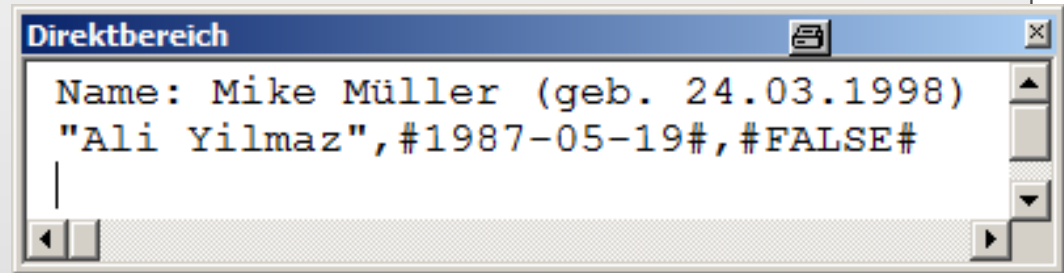 Direktbereich
Name: Mike Müller (geb. 24.03.1998)
"Ali Yilmaz",#1987-05-19#,#FALSE#